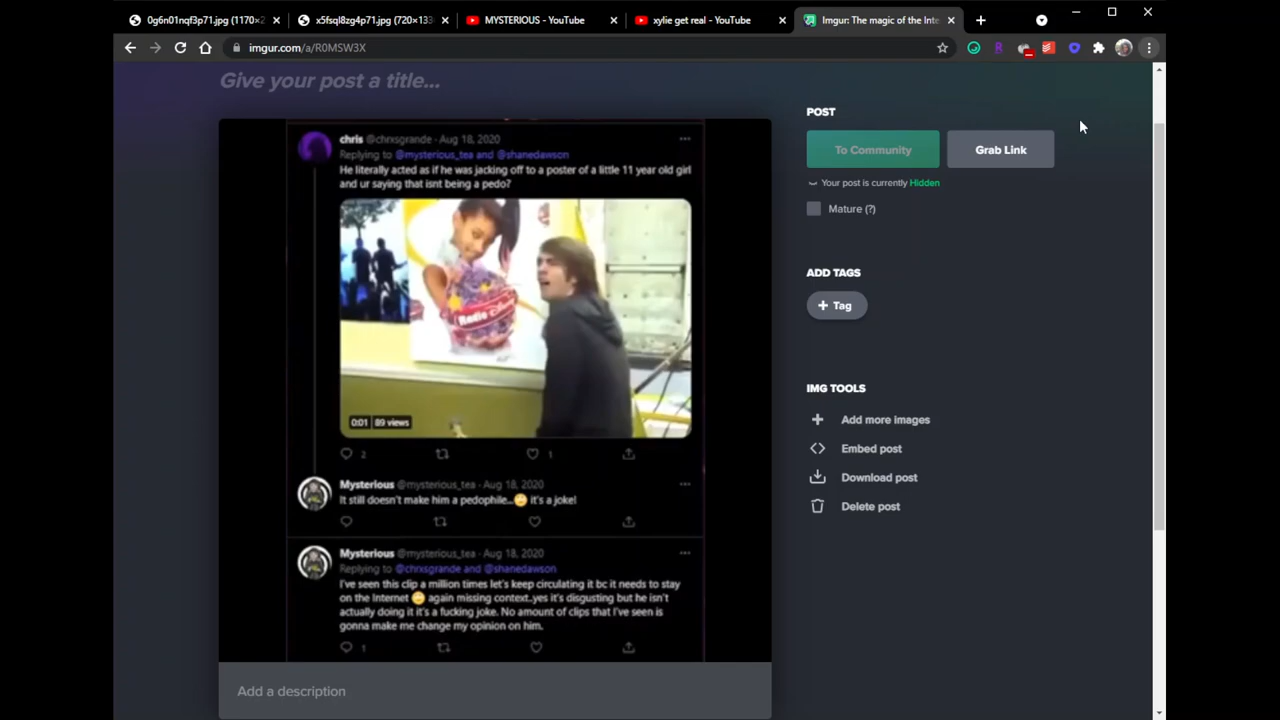 0g6n01nqf3p71.jpg (1170×2
x5fsql8zg4p71.jpg (720×133
MYSTERIOUS - YouTube
xylie get real - YouTube
Imgur: The magic of the Inte
imgur.com/a/R0MSW3X
Give your post a title...
chris @chrxsgrande · Aug 18, 2020
Replying to @mysterious_tea and @shanedawson
He literally acted as if he was jacking off to a poster of a little 11 year old girl
and ur saying that isnt being a pedo?
Radio Disney
0:01 89 views
2
1
Mysterious @mysterious_tea · Aug 18, 2020
It still doesn't make him a pedophile...🙄 it's a joke!
Mysterious @mysterious_tea · Aug 18, 2020
Replying to @chrxsgrande and @shanedawson
I've seen this clip a million times let's keep circulating it bc it needs to stay
on the Internet 🙄 again missing context..yes it's disgusting but he isn't
actually doing it it's a fucking joke. No amount of clips that I've seen is
gonna make me change my opinion on him.
1
Add a description
POST
To Community
Grab Link
Your post is currently Hidden
Mature (?)
ADD TAGS
+ Tag
IMG TOOLS
Add more images
Embed post
Download post
Delete post